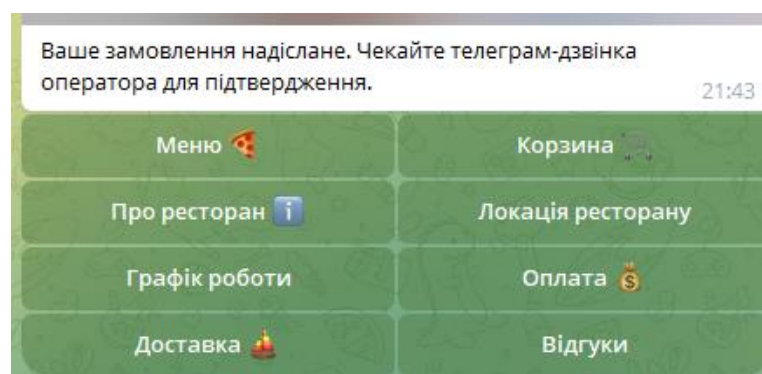 Ваше замовлення надіслане. Чекайте телеграм-дзвінка
оператора для підтвердження.
21:43
Меню 🍕 Корзина 🛒
Про ресторан ℹ️ Локація ресторану
Графік роботи Оплата 💰
Доставка ⛵ Відгуки